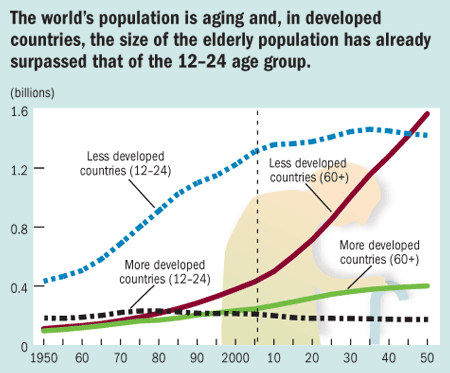 The world's population is aging and, in developed
countries, the size of the elderly population has already
surpassed that of the 12–24 age group.
(billions)
1.6
1.2
0.8
0.4
0
Less developed
countries (12–24)
Less developed
countries (60+)
More developed
countries (12–24)
More developed
countries (60+)
1950 60 70 80 90 2000 10 20 30 40 50